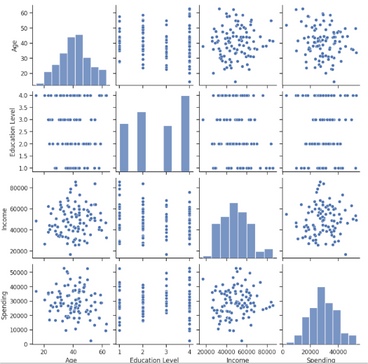 60
50
40
30
20
Age
4.0
3.5
3.0
2.5
2.0
1.5
1.0
Education Level
80000
60000
40000
20000
Income
50000
40000
30000
20000
10000
0
Spending
20 40 60
Age
1 2 3 4
Education Level
20000 40000 60000 80000
Income
20000 40000
Spending